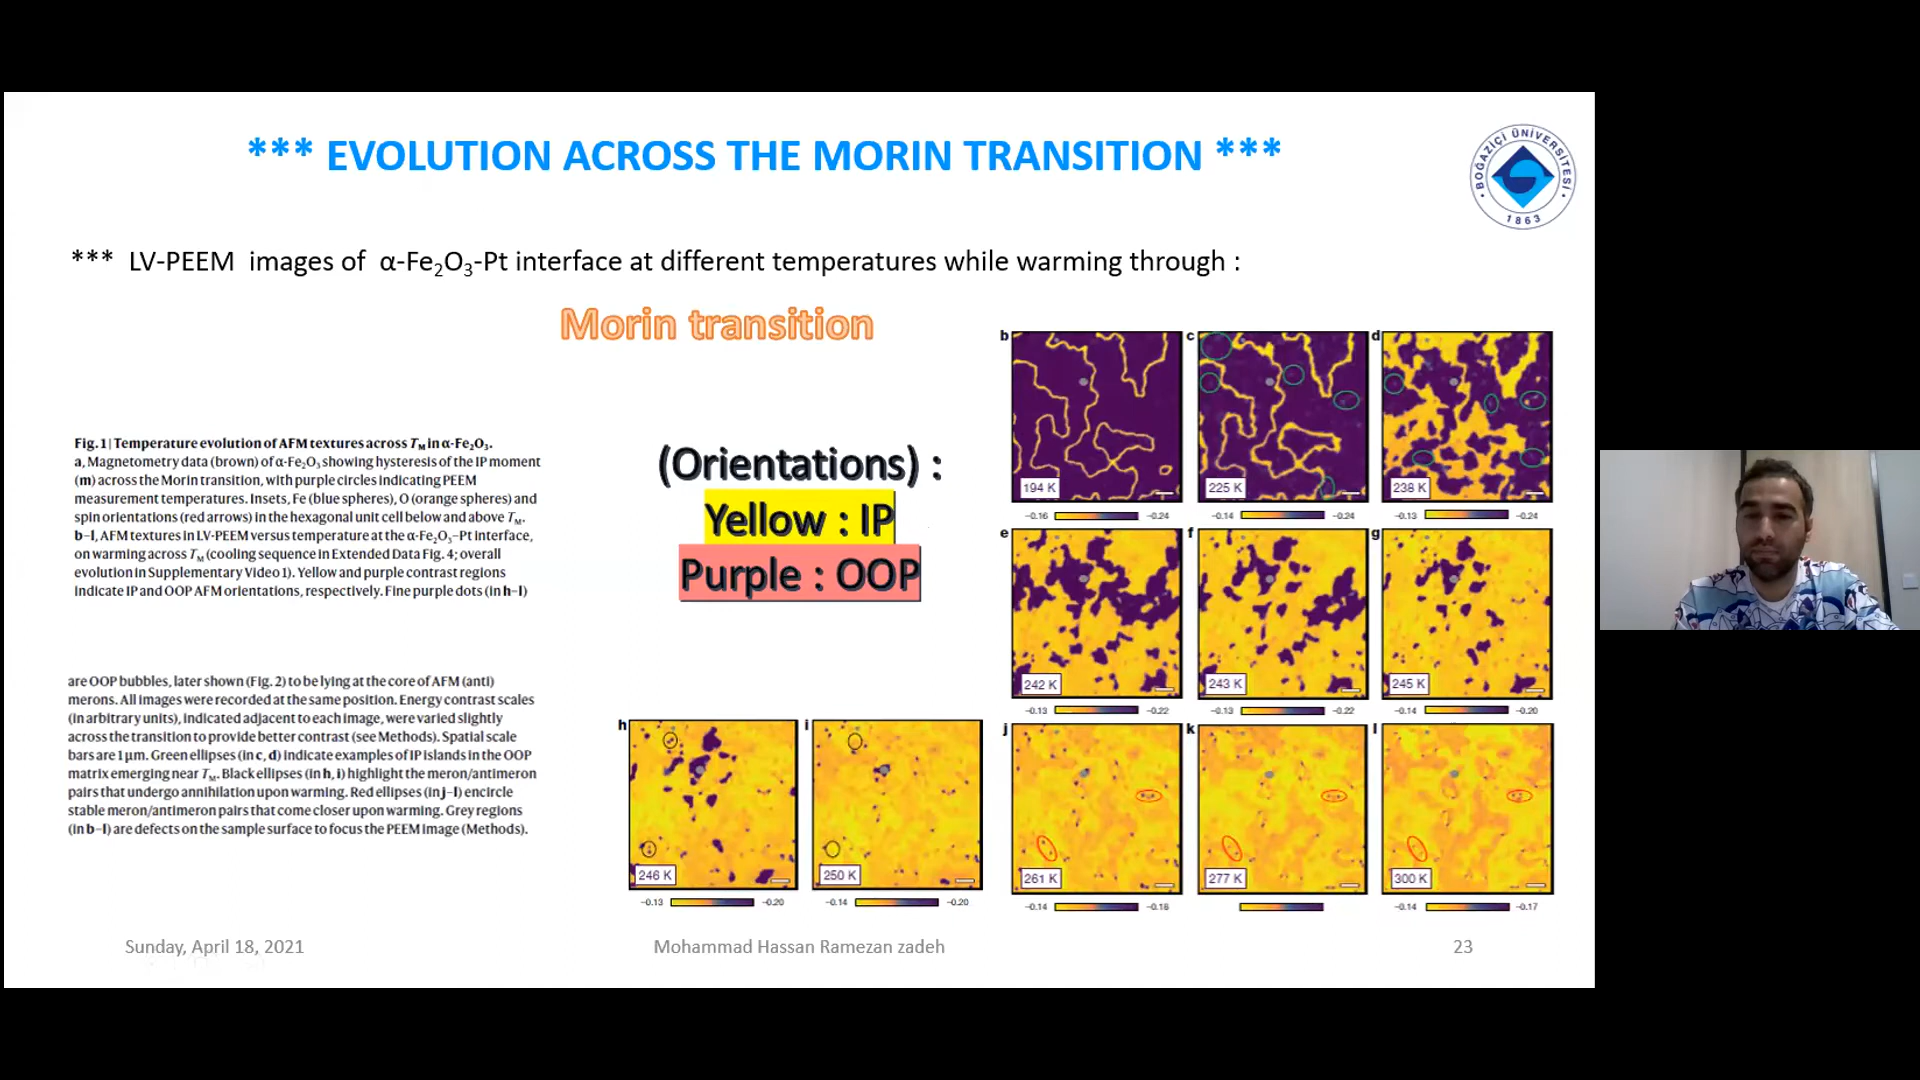 *** EVOLUTION ACROSS THE MORIN TRANSITION ***
BOĞAZİÇİ ÜNİVERSİTESİ
1863
*** LV-PEEM images of α-Fe₂O₃-Pt interface at different temperatures while warming through :
Morin transition
Fig. 1 | Temperature evolution of AFM textures across T_M in α-Fe₂O₃.
a, Magnetometry data (brown) of α-Fe₂O₃ showing hysteresis of the IP moment
(m) across the Morin transition, with purple circles indicating PEEM
measurement temperatures. Insets, Fe (blue spheres), O (orange spheres) and
spin orientations (red arrows) in the hexagonal unit cell below and above T_M.
b–l, AFM textures in LV-PEEM versus temperature at the α-Fe₂O₃–Pt interface,
on warming across T_M (cooling sequence in Extended Data Fig. 4; overall
evolution in Supplementary Video 1). Yellow and purple contrast regions
indicate IP and OOP AFM orientations, respectively. Fine purple dots (in h–l)
are OOP bubbles, later shown (Fig. 2) to be lying at the core of AFM (anti)
merons. All images were recorded at the same position. Energy contrast scales
(in arbitrary units), indicated adjacent to each image, were varied slightly
across the transition to provide better contrast (see Methods). Spatial scale
bars are 1 μm. Green ellipses (in c, d) indicate examples of IP islands in the OOP
matrix emerging near T_M. Black ellipses (in h, i) highlight the meron/antimeron
pairs that undergo annihilation upon warming. Red ellipses (in j–l) encircle
stable meron/antimeron pairs that come closer upon warming. Grey regions
(in b–l) are defects on the sample surface to focus the PEEM image (Methods).
(Orientations) :
Yellow : IP
Purple : OOP
b c d
194 K 225 K 238 K
−0.16 −0.24 −0.14 −0.24 −0.13 −0.24
e f g
242 K 243 K 245 K
−0.13 −0.22 −0.13 −0.22 −0.14 −0.20
h i j k l
246 K 250 K 261 K 277 K 300 K
−0.13 −0.20 −0.14 −0.20 −0.14 −0.18 −0.14 −0.17
Sunday, April 18, 2021
Mohammad Hassan Ramezan zadeh
23